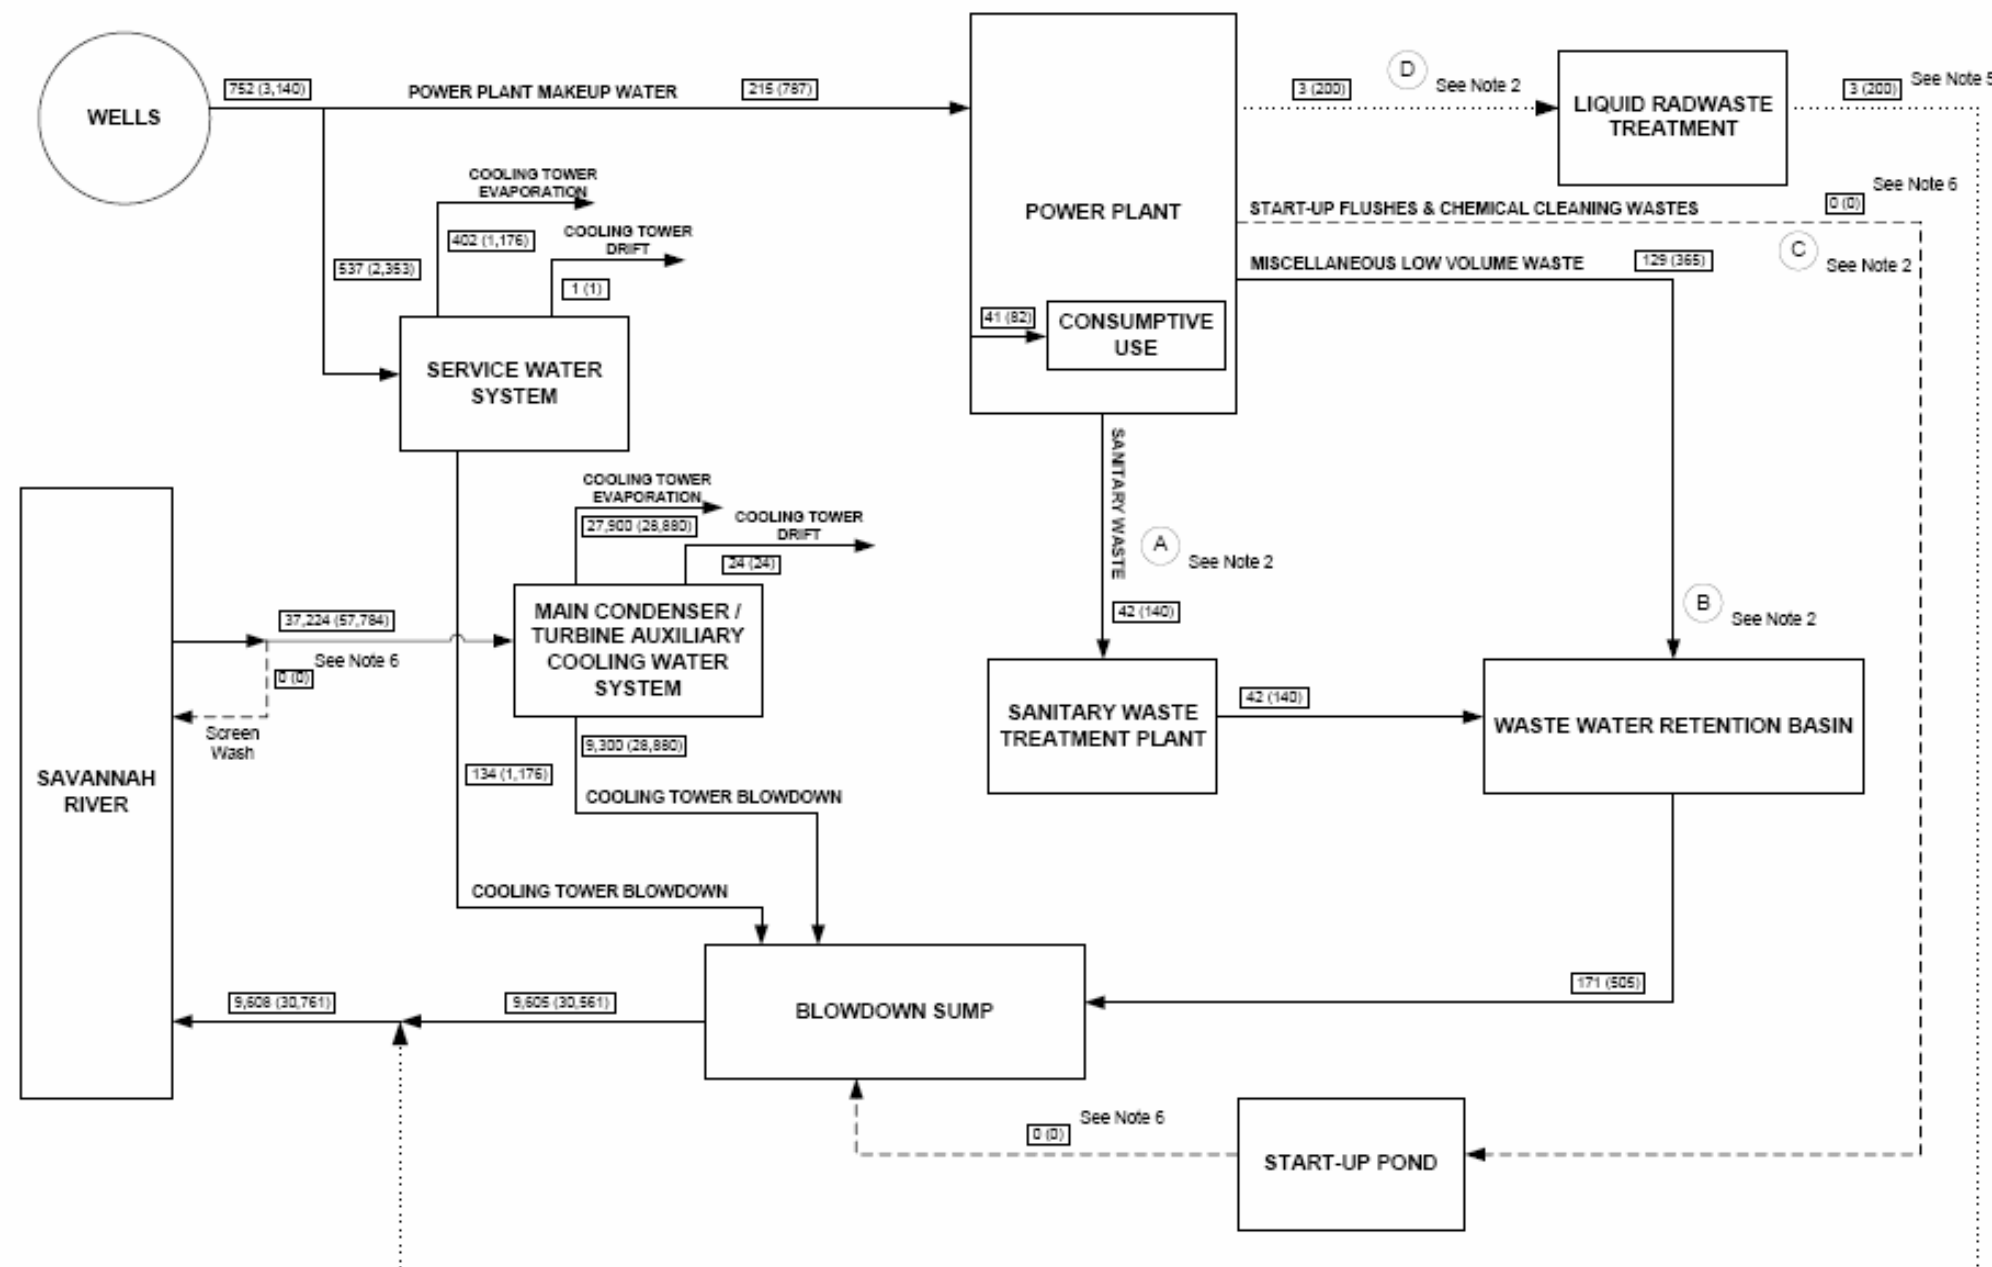 752 (3,140)
POWER PLANT MAKEUP WATER
215 (787)
WELLS
3 (200)
D
See Note 2
LIQUID RADWASTE
TREATMENT
3 (200)
See Note 5
COOLING TOWER
EVAPORATION
402 (1,176)
COOLING TOWER
DRIFT
537 (2,353)
1 (1)
POWER PLANT
START-UP FLUSHES & CHEMICAL CLEANING WASTES
0 (0)
See Note 6
C
See Note 2
MISCELLANEOUS LOW VOLUME WASTE
129 (365)
41 (82)
CONSUMPTIVE
USE
SERVICE WATER
SYSTEM
SANITARY WASTE
COOLING TOWER
EVAPORATION
27,900 (28,880)
COOLING TOWER
DRIFT
24 (24)
A
See Note 2
42 (140)
B
See Note 2
37,224 (57,784)
See Note 6
0 (0)
Screen
Wash
MAIN CONDENSER /
TURBINE AUXILIARY
COOLING WATER
SYSTEM
SANITARY WASTE
TREATMENT PLANT
42 (140)
WASTE WATER RETENTION BASIN
SAVANNAH
RIVER
9,300 (28,880)
134 (1,176)
COOLING TOWER BLOWDOWN
COOLING TOWER BLOWDOWN
171 (505)
9,608 (30,761)
9,605 (30,561)
BLOWDOWN SUMP
0 (0)
See Note 6
START-UP POND